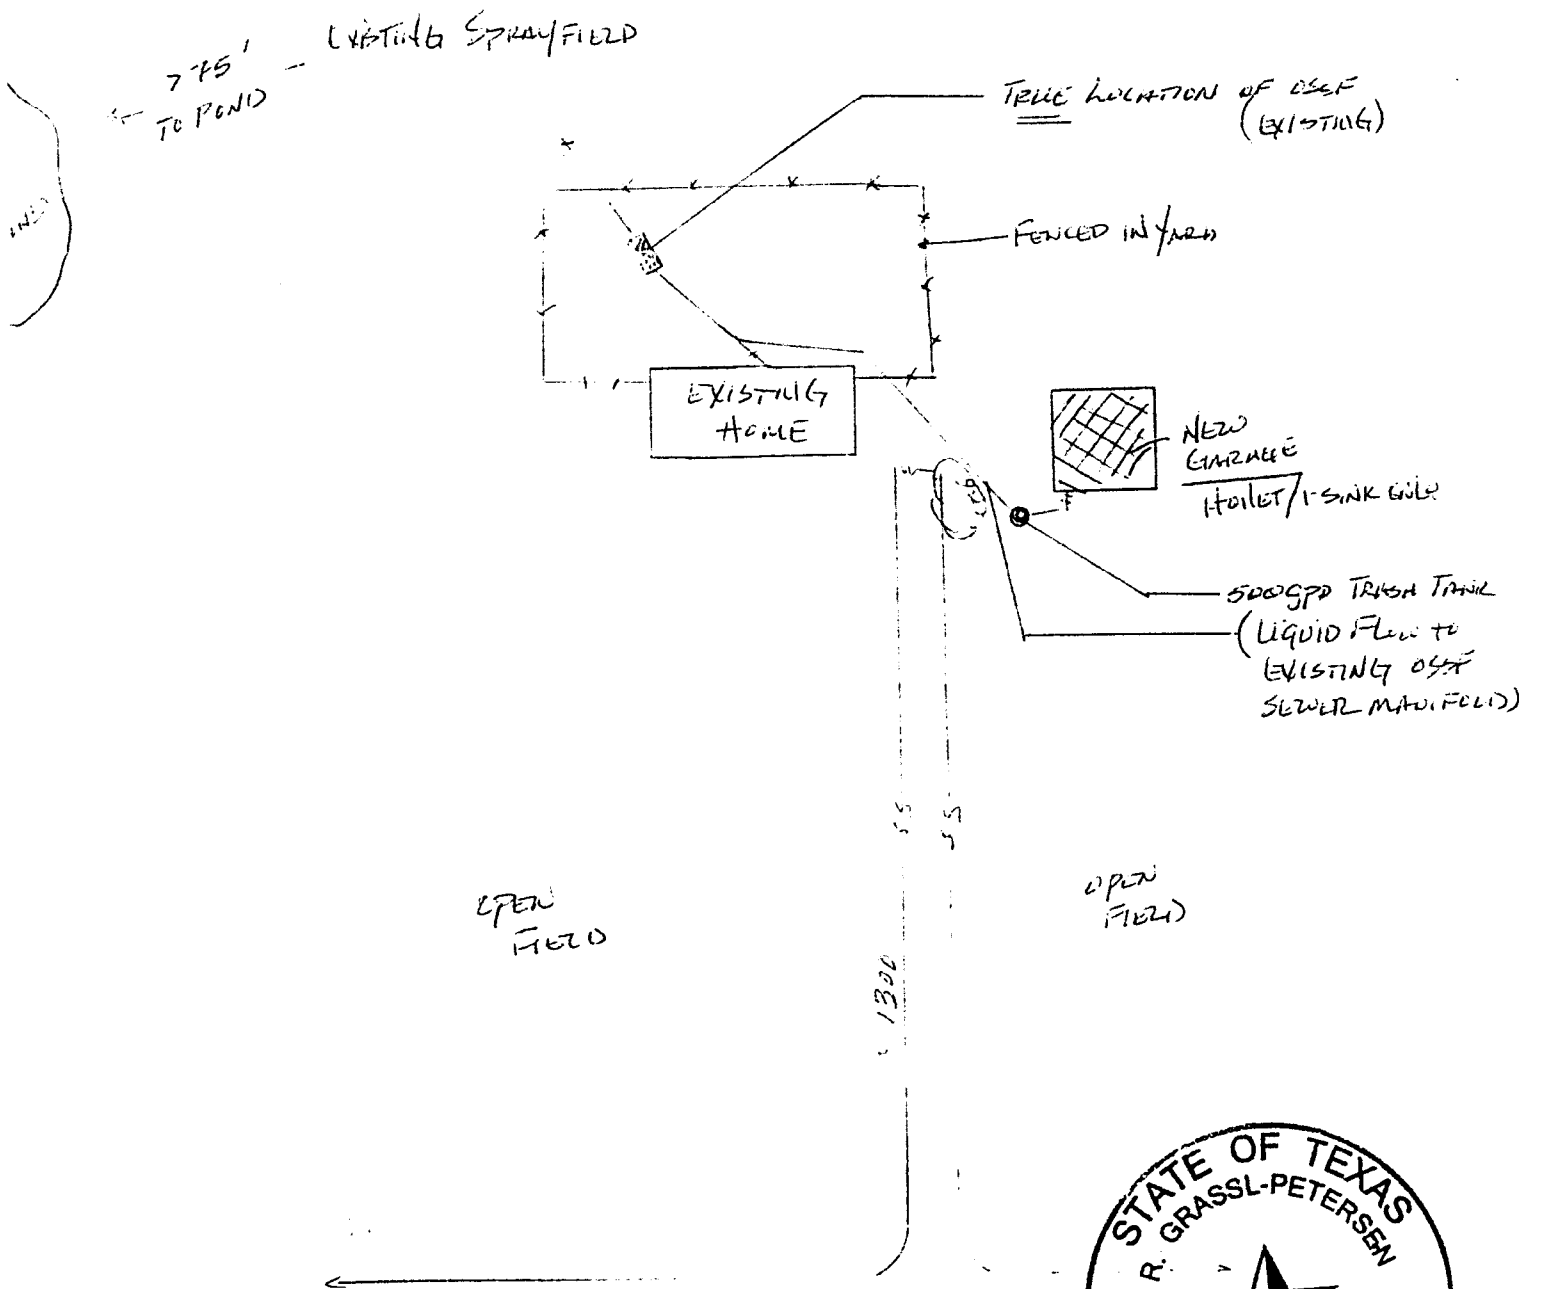 EXISTING SPRAYFIELD
>75'
TO POND
TRUE LOCATION OF OSSF
(EXISTING)
FENCED IN YARD
EXISTING
HOME
NEW
GARAGE
1-TOILET/1-SINK ONLY
500gpd TRASH TANK
(LIQUID FLOW TO
EXISTING OSSF
SEWER MANIFOLD)
OPEN
FIELD
OPEN
FIELD
1300
STATE OF TEXAS
R. GRASSL-PETERSEN